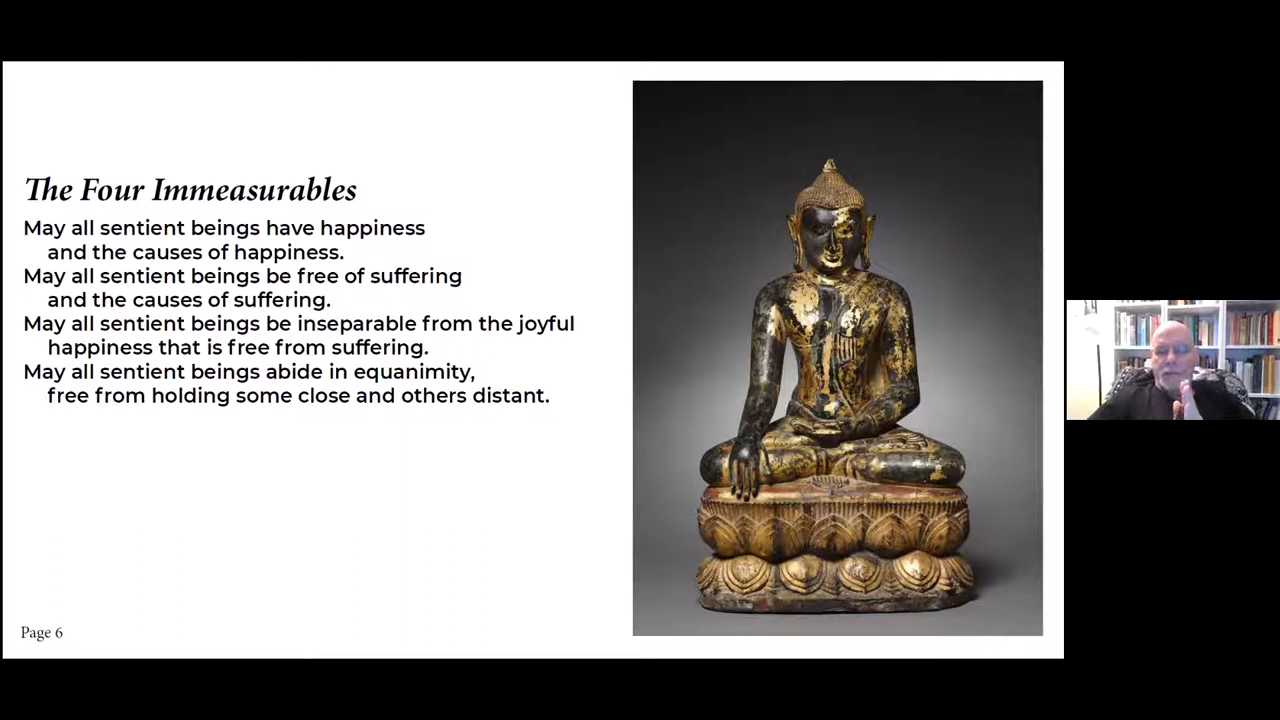 The Four Immeasurables
May all sentient beings have happiness
and the causes of happiness.
May all sentient beings be free of suffering
and the causes of suffering.
May all sentient beings be inseparable from the joyful
happiness that is free from suffering.
May all sentient beings abide in equanimity,
free from holding some close and others distant.
Page 6